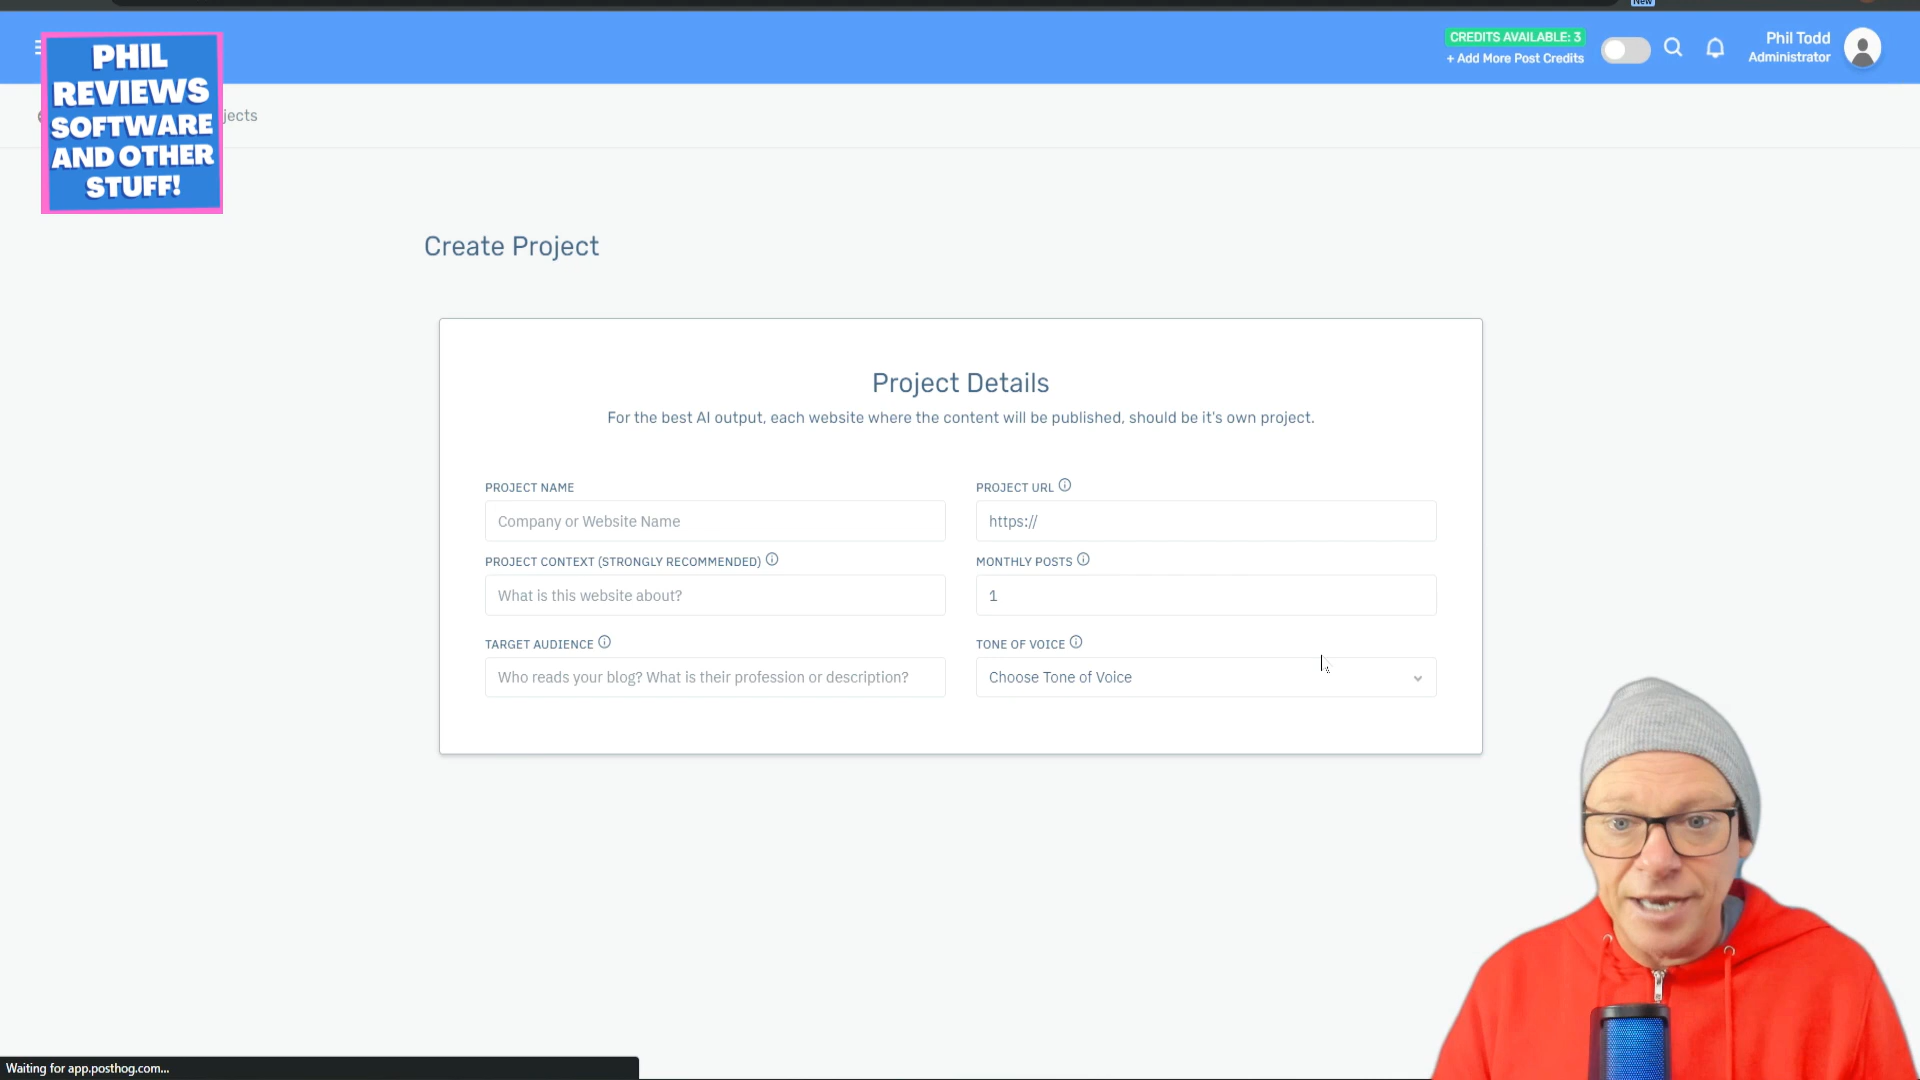 New
CREDITS AVAILABLE: 3
+ Add More Post Credits
Phil Todd
Administrator
PHIL
REVIEWS
SOFTWARE
AND OTHER
STUFF!
jects
Create Project
Project Details
For the best AI output, each website where the content will be published, should be it's own project.
PROJECT NAME
PROJECT URL
Company or Website Name
https://
PROJECT CONTEXT (STRONGLY RECOMMENDED)
MONTHLY POSTS
What is this website about?
1
TARGET AUDIENCE
TONE OF VOICE
Who reads your blog? What is their profession or description?
Choose Tone of Voice
Waiting for app.posthog.com...